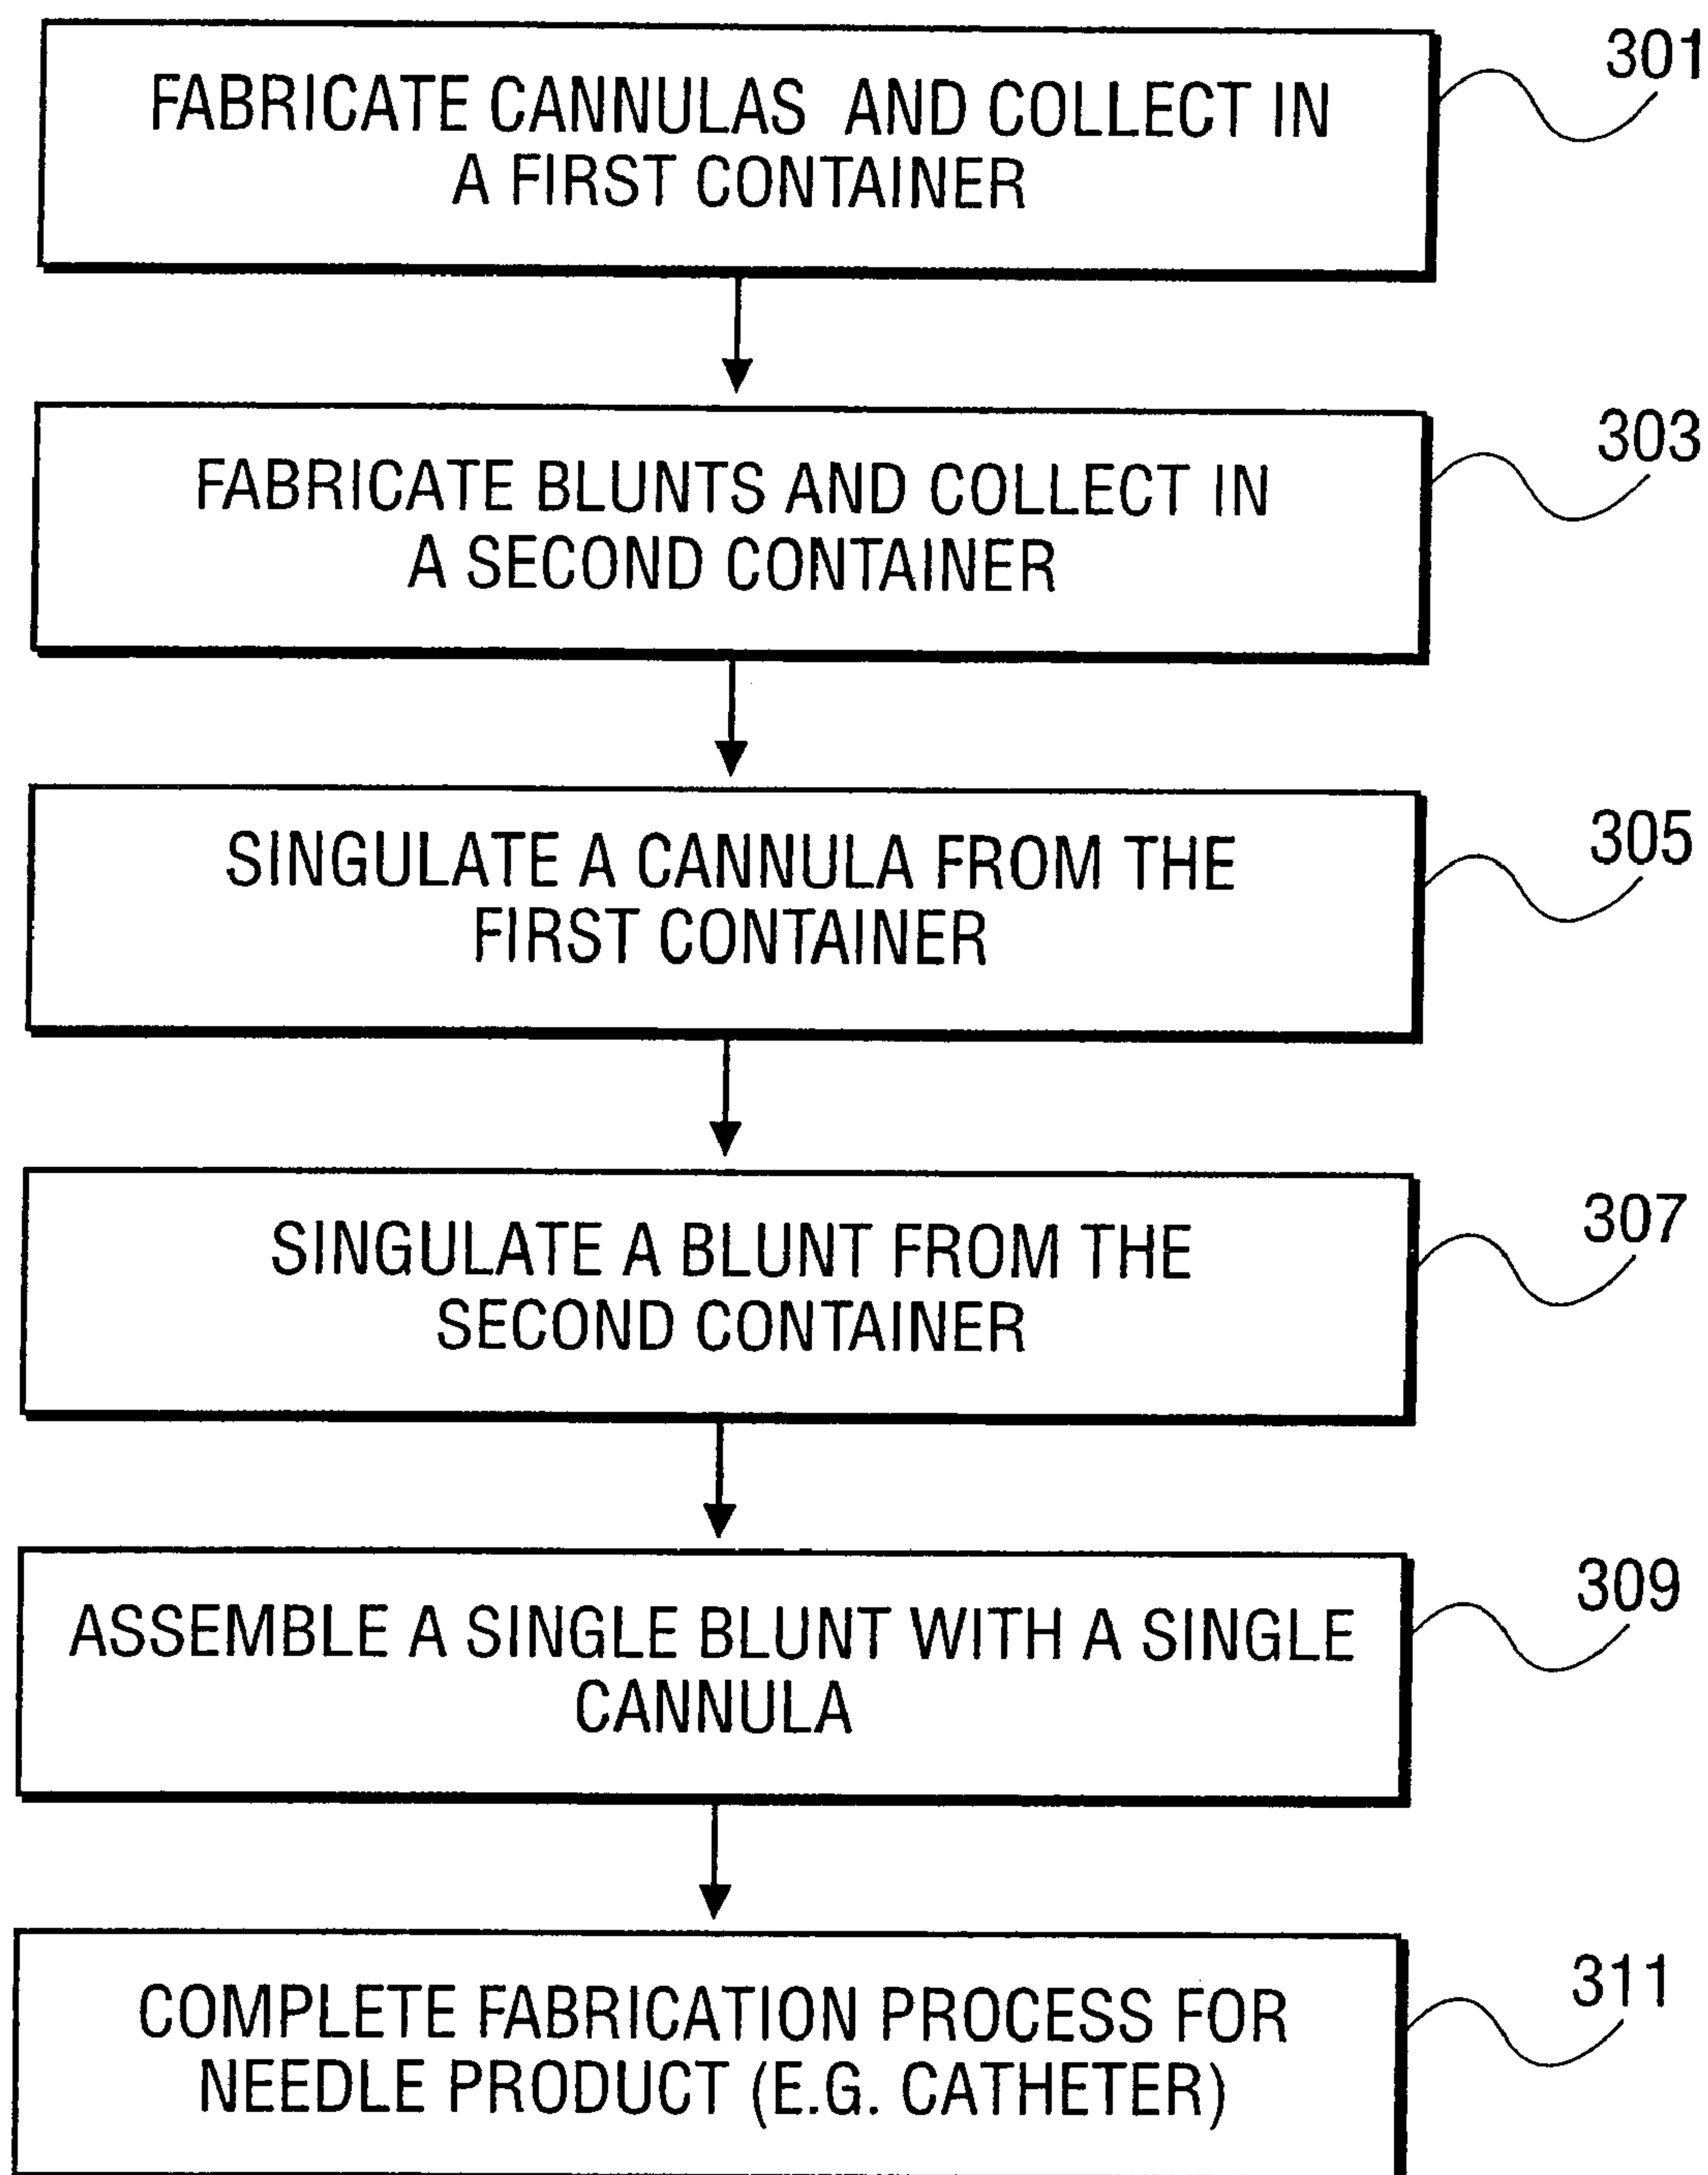 FABRICATE CANNULAS AND COLLECT IN
A FIRST CONTAINER
301
FABRICATE BLUNTS AND COLLECT IN
A SECOND CONTAINER
303
SINGULATE A CANNULA FROM THE
FIRST CONTAINER
305
SINGULATE A BLUNT FROM THE
SECOND CONTAINER
307
ASSEMBLE A SINGLE BLUNT WITH A SINGLE
CANNULA
309
COMPLETE FABRICATION PROCESS FOR
NEEDLE PRODUCT (E.G. CATHETER)
311